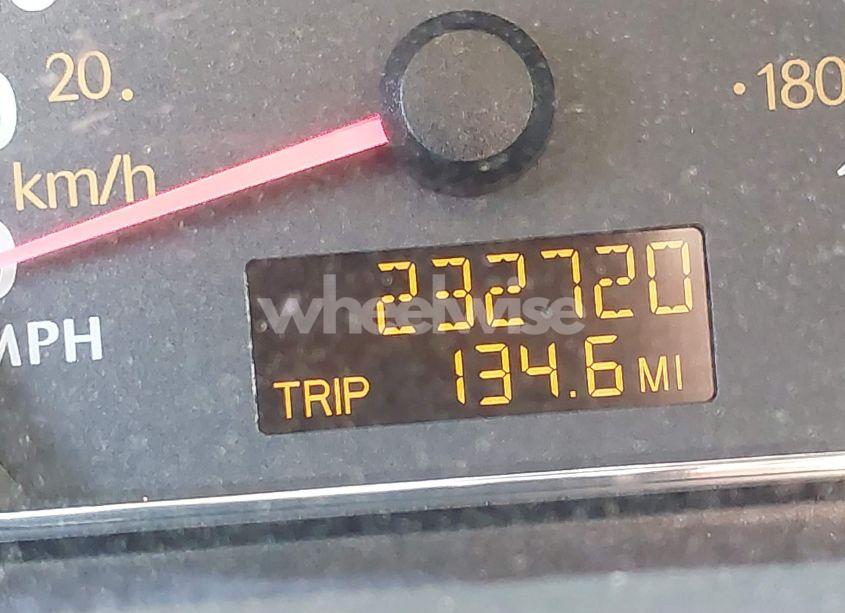 20.
·180
km/h
MPH
232720
wheelwise
TRIP 134.6 MI